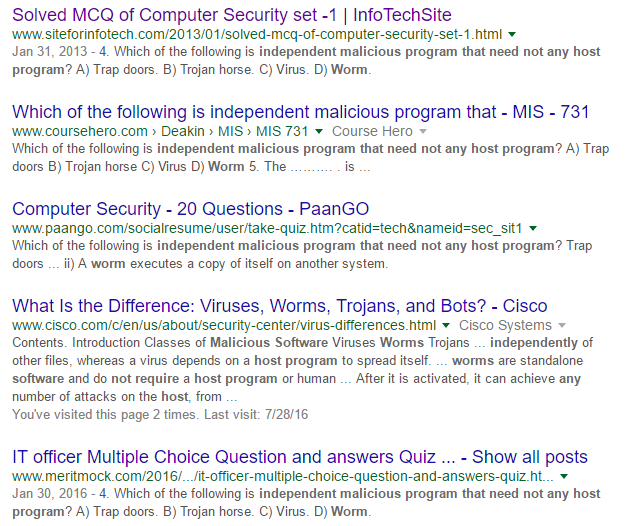 Solved MCQ of Computer Security set -1 | InfoTechSite
www.siteforinfotech.com/2013/01/solved-mcq-of-computer-security-set-1.html
Jan 31, 2013 - 4. Which of the following is independent malicious program that need not any host
program? A) Trap doors. B) Trojan horse. C) Virus. D) Worm.
Which of the following is independent malicious program that - MIS - 731
www.coursehero.com › Deakin › MIS › MIS 731 Course Hero
Which of the following is independent malicious program that need not any host program? A) Trap
doors B) Trojan horse C) Virus D) Worm 5. The ………. . is ...
Computer Security - 20 Questions - PaanGO
www.paango.com/socialresume/user/take-quiz.htm?catid=tech&nameid=sec_sit1
Which of the following is independent malicious program that need not any host program? Trap
doors ... ii) A worm executes a copy of itself on another system.
What Is the Difference: Viruses, Worms, Trojans, and Bots? - Cisco
www.cisco.com/c/en/us/about/security-center/virus-differences.html Cisco Systems
Contents. Introduction Classes of Malicious Software Viruses Worms Trojans ... independently of
other files, whereas a virus depends on a host program to spread itself. ... worms are standalone
software and do not require a host program or human ... After it is activated, it can achieve any
number of attacks on the host, from ...
You've visited this page 2 times. Last visit: 7/28/16
IT officer Multiple Choice Question and answers Quiz ... - Show all posts
www.meritmock.com/2016/.../it-officer-multiple-choice-question-and-answers-quiz.ht...
Jan 30, 2016 - 4. Which of the following is independent malicious program that need not any host
program? A) Trap doors. B) Trojan horse. C) Virus. D) Worm.